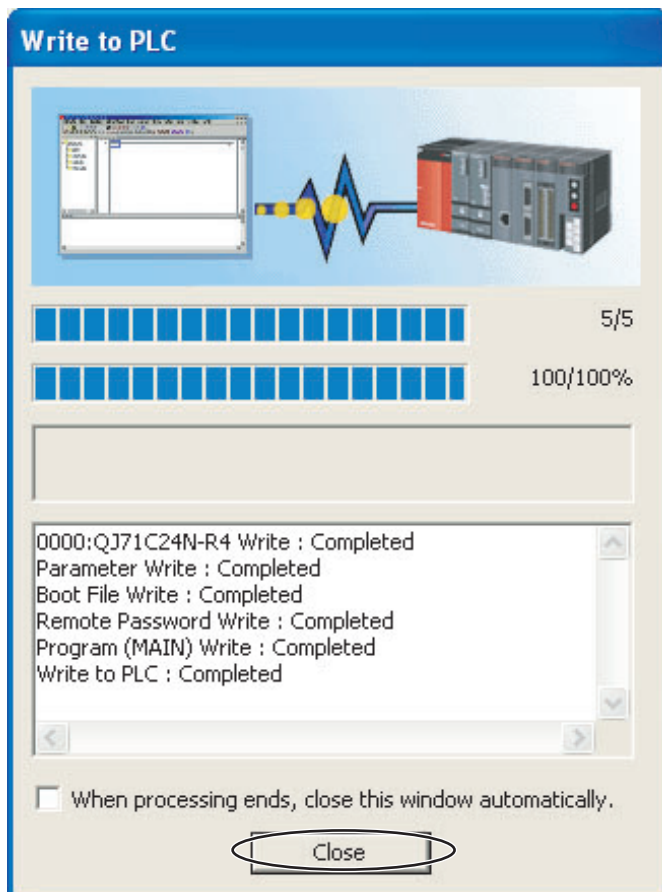 Write to PLC
5/5
100/100%
0000:QJ71C24N-R4 Write : Completed
Parameter Write : Completed
Boot File Write : Completed
Remote Password Write : Completed
Program (MAIN) Write : Completed
Write to PLC : Completed
When processing ends, close this window automatically.
Close